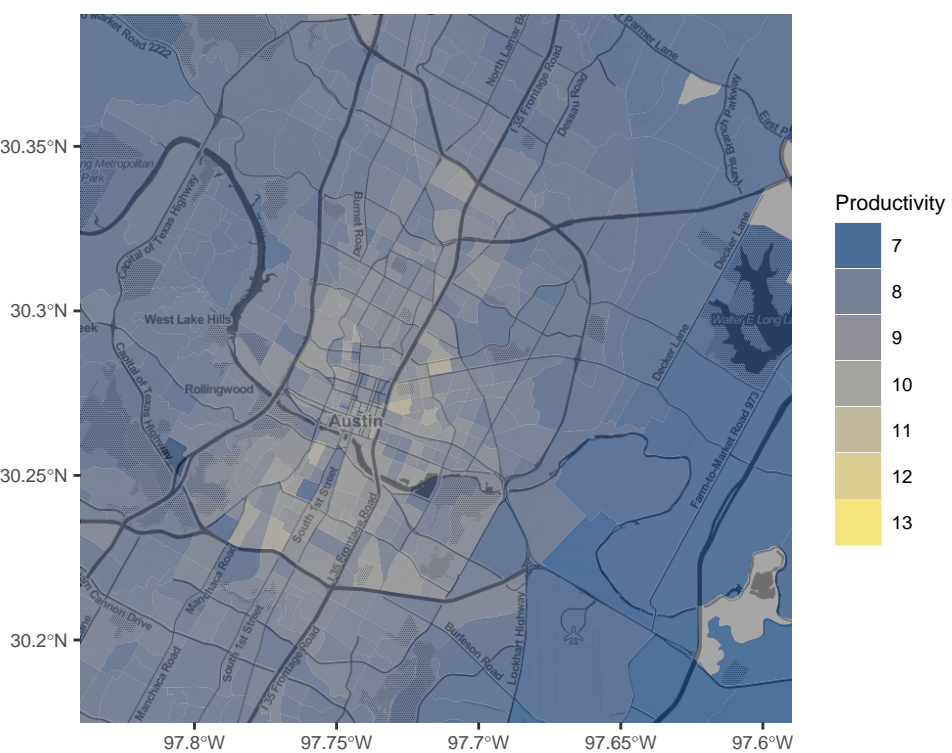 Market Road 2222
North Lamar
Parmer Lane
I 35 Frontage Road
Dessau Road
Harris Branch Parkway
East
30.35°N
Metropolitan
Park
Capital of Texas Highway
Burnet Road
Decker Lane
Productivity
7
8
9
10
11
12
13
30.3°N
West Lake Hills
Walter E Long L
eek
Capital of Texas Highway
Decker Lane
Rollingwood
Austin
Farm-to-Market Road 973
30.25°N
South 1st Street
I 35 Frontage Road
Manchaca Road
Cannon Drive
Lockhart Highway
30.2°N
South 1st Street
Burleson Road
Manchaca Road
I 35 Frontage Road
97.8°W
97.75°W
97.7°W
97.65°W
97.6°W